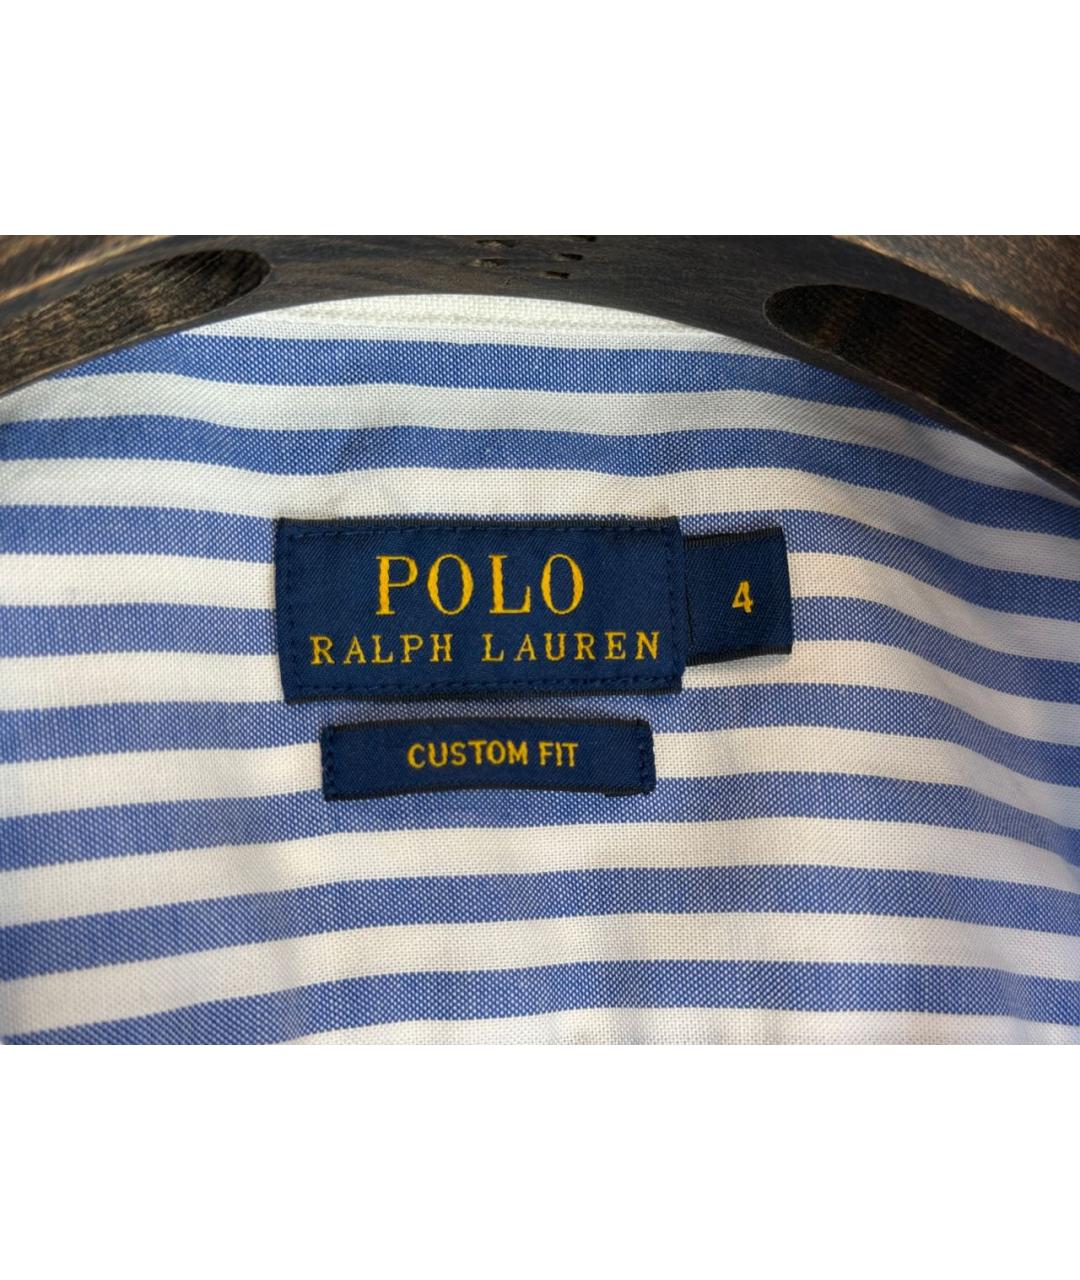 POLO
RALPH LAUREN
4
CUSTOM FIT